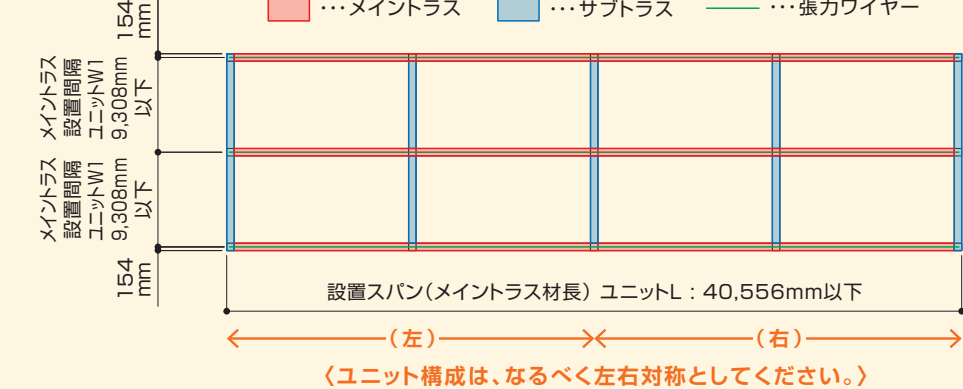 …メイントラス
…サブトラス
…張力ワイヤー
154
mm
メイントラス
設置間隔
ユニットW1
9,308mm
以下
メイントラス
設置間隔
ユニットW1
9,308mm
以下
154
mm
設置スパン(メイントラス材長) ユニットL : 40,556mm以下
(左)
(右)
〈ユニット構成は、なるべく左右対称としてください。〉